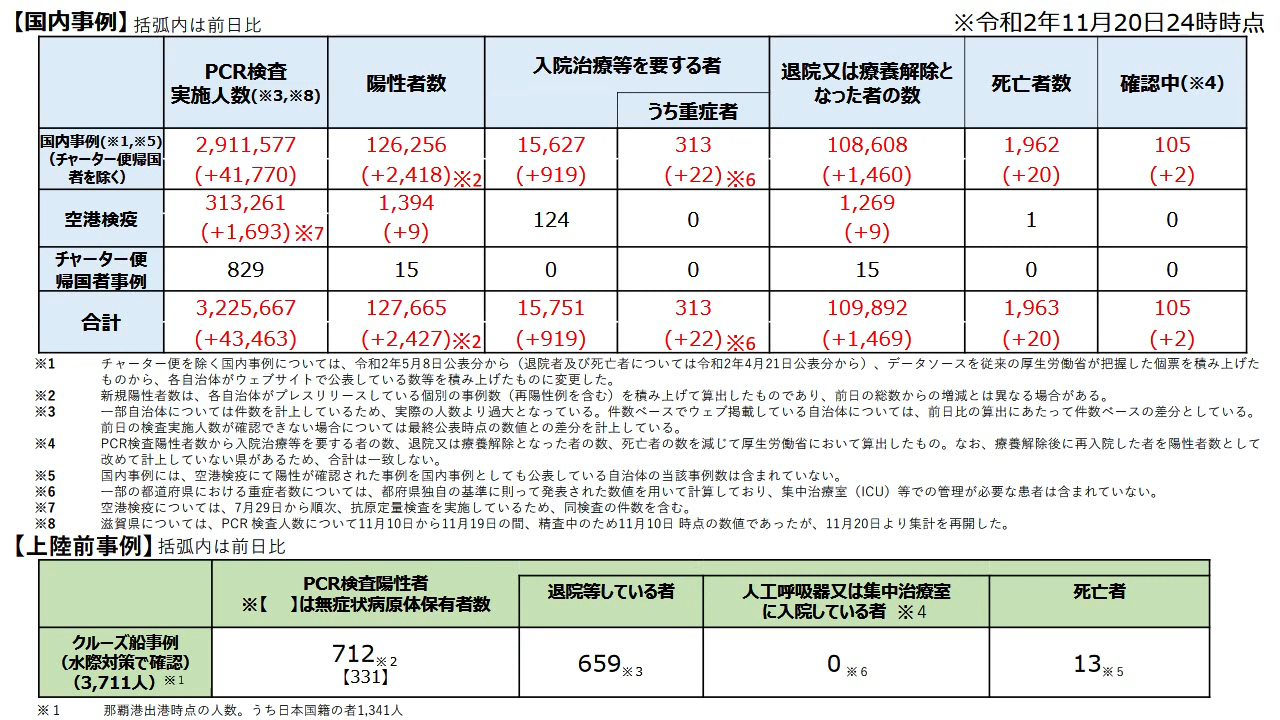 【国内事例】括弧内は前日比
※令和2年11月20日24時時点
PCR検査
実施人数(※3,※8)
陽性者数
入院治療等を要する者
うち重症者
退院又は療養解除と
なった者の数
死亡者数
確認中(※4)
国内事例(※1,※5)
(チャーター便帰国
者を除く)
2,911,577
(+41,770)
126,256
(+2,418)※2
15,627
(+919)
313
(+22)※6
108,608
(+1,460)
1,962
(+20)
105
(+2)
空港検疫
313,261
(+1,693)※7
1,394
(+9)
124
0
1,269
(+9)
1
0
チャーター便
帰国者事例
829
15
0
0
15
0
0
合計
3,225,667
(+43,463)
127,665
(+2,427)※2
15,751
(+919)
313
(+22)※6
109,892
(+1,469)
1,963
(+20)
105
(+2)
※1 チャーター便を除く国内事例については、令和2年5月8日公表分から（退院者及び死亡者については令和2年4月21日公表分から）、データソースを従来の厚生労働省が把握した個票を積み上げた
ものから、各自治体がウェブサイトで公表している数等を積み上げたものに変更した。
※2 新規陽性者数は、各自治体がプレスリリースしている個別の事例数（再陽性例を含む）を積み上げて算出したものであり、前日の総数からの増減とは異なる場合がある。
※3 一部自治体については件数を計上しているため、実際の人数より過大となっている。件数ベースでウェブ掲載している自治体については、前日比の算出にあたって件数ベースの差分としている。
前日の検査実施人数が確認できない場合については最終公表時点の数値との差分を計上している。
※4 PCR検査陽性者数から入院治療等を要する者の数、退院又は療養解除となった者の数、死亡者の数を減じて厚生労働省において算出したもの。なお、療養解除後に再入院した者を陽性者数として
改めて計上していない県があるため、合計は一致しない。
※5 国内事例には、空港検疫にて陽性が確認された事例を国内事例としても公表している自治体の当該事例数は含まれていない。
※6 一部の都道府県における重症者数については、都府県独自の基準に則って発表された数値を用いて計算しており、集中治療室（ICU）等での管理が必要な患者は含まれていない。
※7 空港検疫については、7月29日から順次、抗原定量検査を実施しているため、同検査の件数を含む。
※8 滋賀県については、PCR検査人数について11月10日から11月19日の間、精査中のため11月10日 時点の数値であったが、11月20日より集計を再開した。
【上陸前事例】括弧内は前日比
PCR検査陽性者
※【　】は無症状病原体保有者数
退院等している者
人工呼吸器又は集中治療室
に入院している者 ※4
死亡者
クルーズ船事例
(水際対策で確認)
(3,711人) ※1
712※2
【331】
659※3
0※6
13※5
※1 那覇港出港時点の人数。うち日本国籍の者1,341人